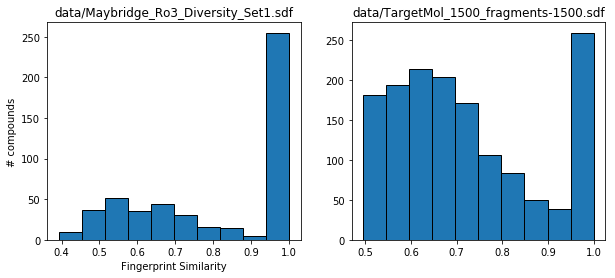 data/Maybridge_Ro3_Diversity_Set1.sdf
# compounds
250
200
150
100
50
0
0.4 0.5 0.6 0.7 0.8 0.9 1.0
Fingerprint Similarity
data/TargetMol_1500_fragments-1500.sdf
250
200
150
100
50
0
0.5 0.6 0.7 0.8 0.9 1.0